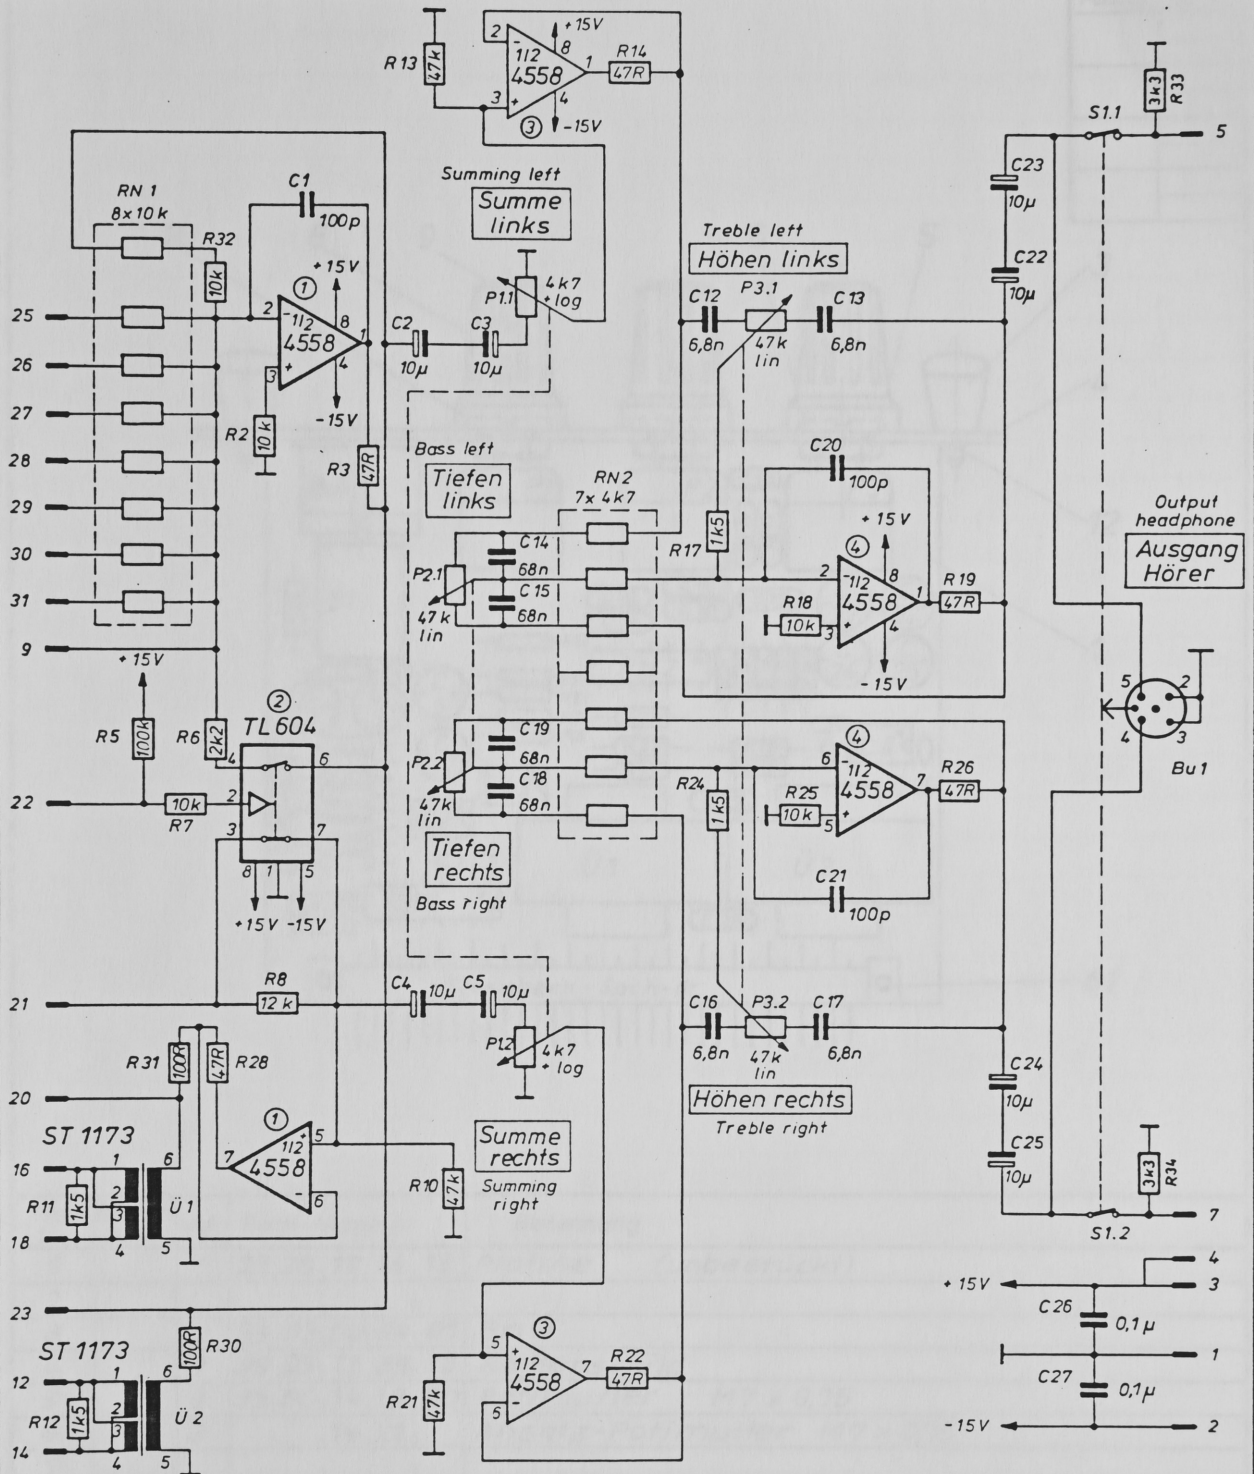 R13
47k
+15V
2
8
1/2
4558
1
R14
47R
3
4
-15V
③
S1.1
3k3
R33
5
RN 1
8x10k
C1
100p
Summing left
Summe
links
C23
10µ
Treble left
Höhen links
C22
10µ
R32
10k
+15V
①
4k7
+ log
P1.1
C12
P3.1
C13
6,8n
47k
lin
6,8n
25
26
27
28
29
30
31
9
2
8
1/2
4558
1
4
3
-15V
C2
10µ
C3
10µ
R2
10k
R3
47R
Bass left
Tiefen
links
RN2
7x 4k7
C20
100p
Output
headphone
Ausgang
Hörer
R17
1k5
+15V
④
C14
68n
P2.1
C15
68n
47k
lin
2
8
1/2
4558
1
R19
47R
R18
10k
3
4
-15V
+15V
②
TL604
R5
100k
R6
2k2
4
6
22
10k
R7
2
3
7
8
1
5
+15V
-15V
C19
68n
P2.2
C18
68n
47k
lin
④
R24
1k5
6
1/2
4558
7
R26
47R
R25
10k
5
C21
100p
5
2
4
3
Bu1
Tiefen
rechts
Bass right
21
R8
12k
C4
10µ
C5
10µ
P1.2
4k7
+ log
C16
P3.2
C17
6,8n
47k
lin
6,8n
Höhen rechts
Treble right
C24
10µ
R31
100R
47R
R28
20
ST 1173
①
5
1/2
4558
7
6
16
1
6
R11
1k5
2
3
Ü1
18
4
5
R10
47k
Summe
rechts
Summing
right
C25
10µ
3k3
R34
7
S1.2
4
3
+15V
C26
0,1µ
1
C27
0,1µ
-15V
2
23
ST 1173
R30
100R
12
1
6
R12
1k5
2
3
Ü2
14
4
5
③
5
1/2
4558
7
R22
47R
R21
47k
6